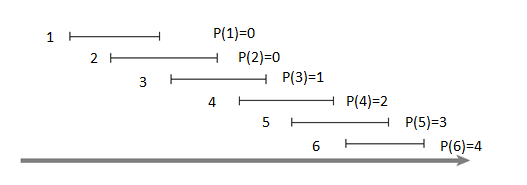 1 P(1)=0
2 P(2)=0
3 P(3)=1
4 P(4)=2
5 P(5)=3
6 P(6)=4